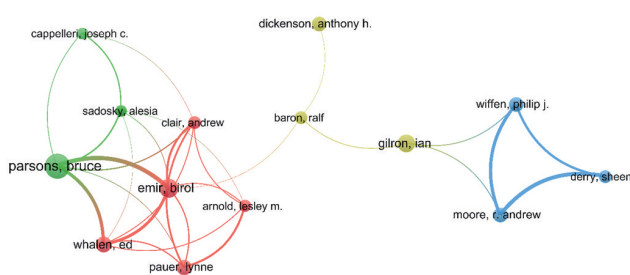 dickenson, anthony h.
cappelleri, joseph c.
sadosky, alesia
clair, andrew
baron, ralf
wiffen, philip j.
gilron, ian
parsons, bruce
emir, birol
derry, sheen
arnold, lesley m.
moore, r. andrew
whalen, ed
pauer, lynne